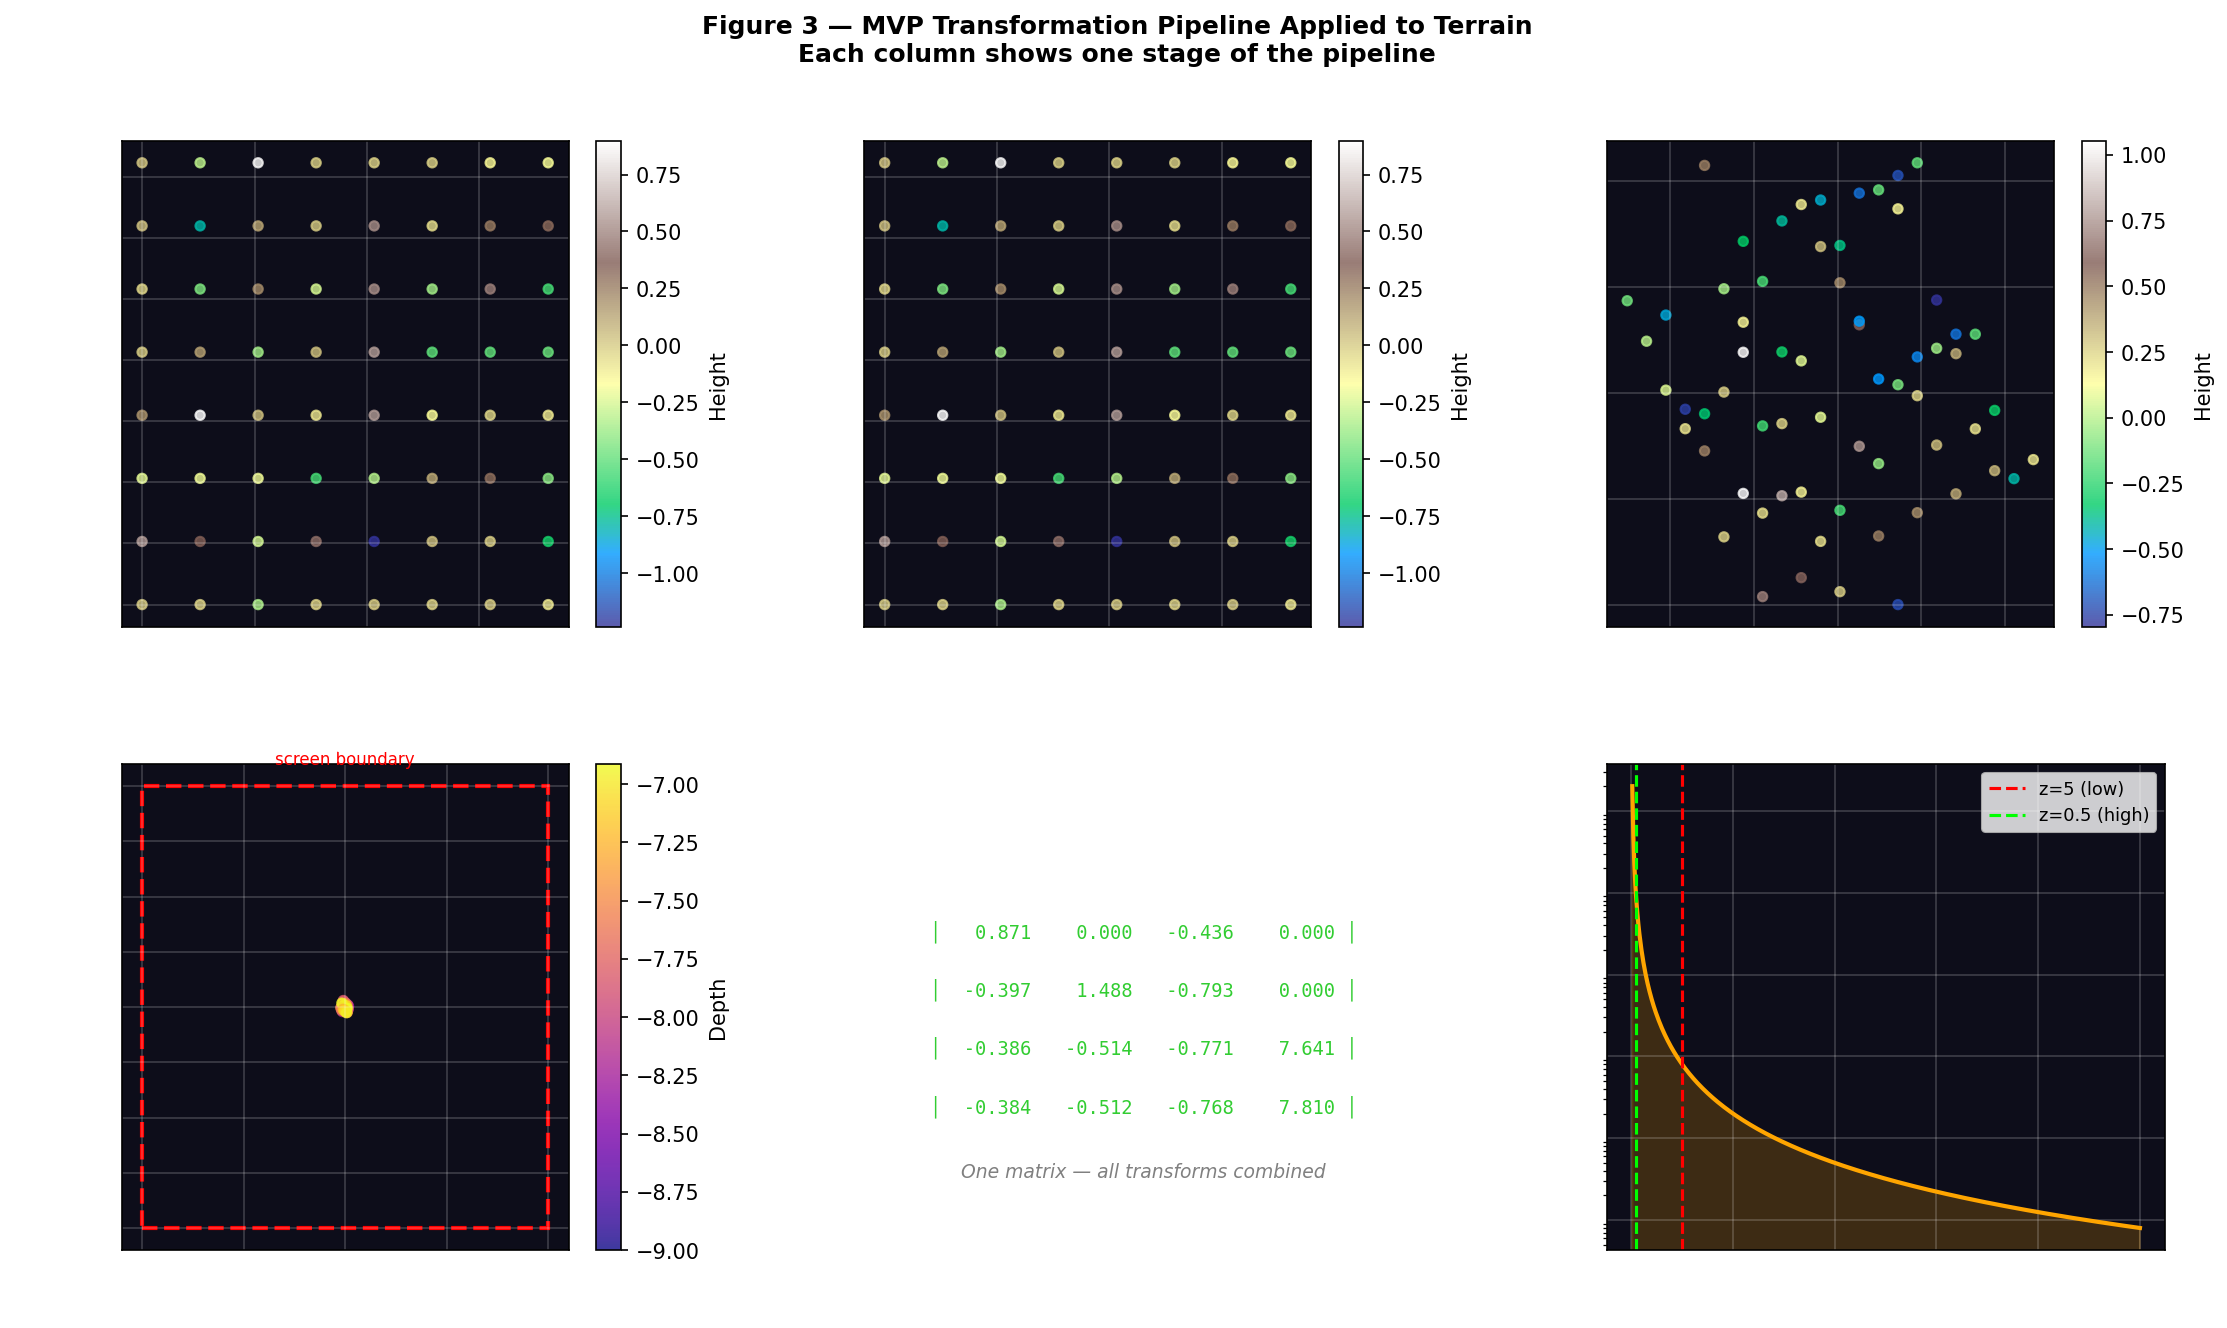 Figure 3 — MVP Transformation Pipeline Applied to Terrain
Each column shows one stage of the pipeline
0.75
0.50
0.25
0.00
−0.25
−0.50
−0.75
−1.00
Height
0.75
0.50
0.25
0.00
−0.25
−0.50
−0.75
−1.00
Height
1.00
0.75
0.50
0.25
0.00
−0.25
−0.50
−0.75
Height
screen boundary
−7.00
−7.25
−7.50
−7.75
−8.00
−8.25
−8.50
−8.75
−9.00
Depth
| 0.871 0.000 -0.436 0.000 |
| -0.397 1.488 -0.793 0.000 |
| -0.386 -0.514 -0.771 7.641 |
| -0.384 -0.512 -0.768 7.810 |
One matrix — all transforms combined
z=5 (low)
z=0.5 (high)